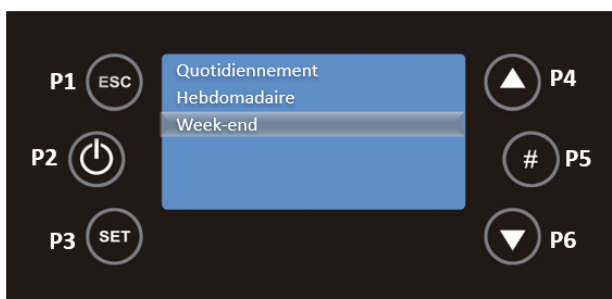 P1 ESC
P2
P3 SET
Quotidiennement
Hebdomadaire
Week-end
P4
# P5
P6